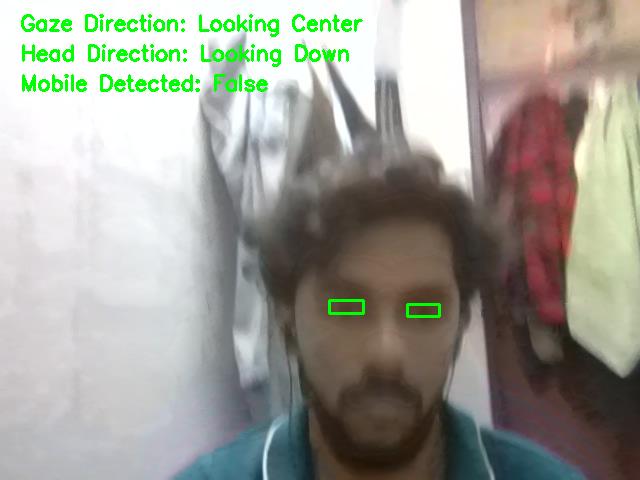 Gaze Direction: Looking Center
Head Direction: Looking Down
Mobile Detected: False